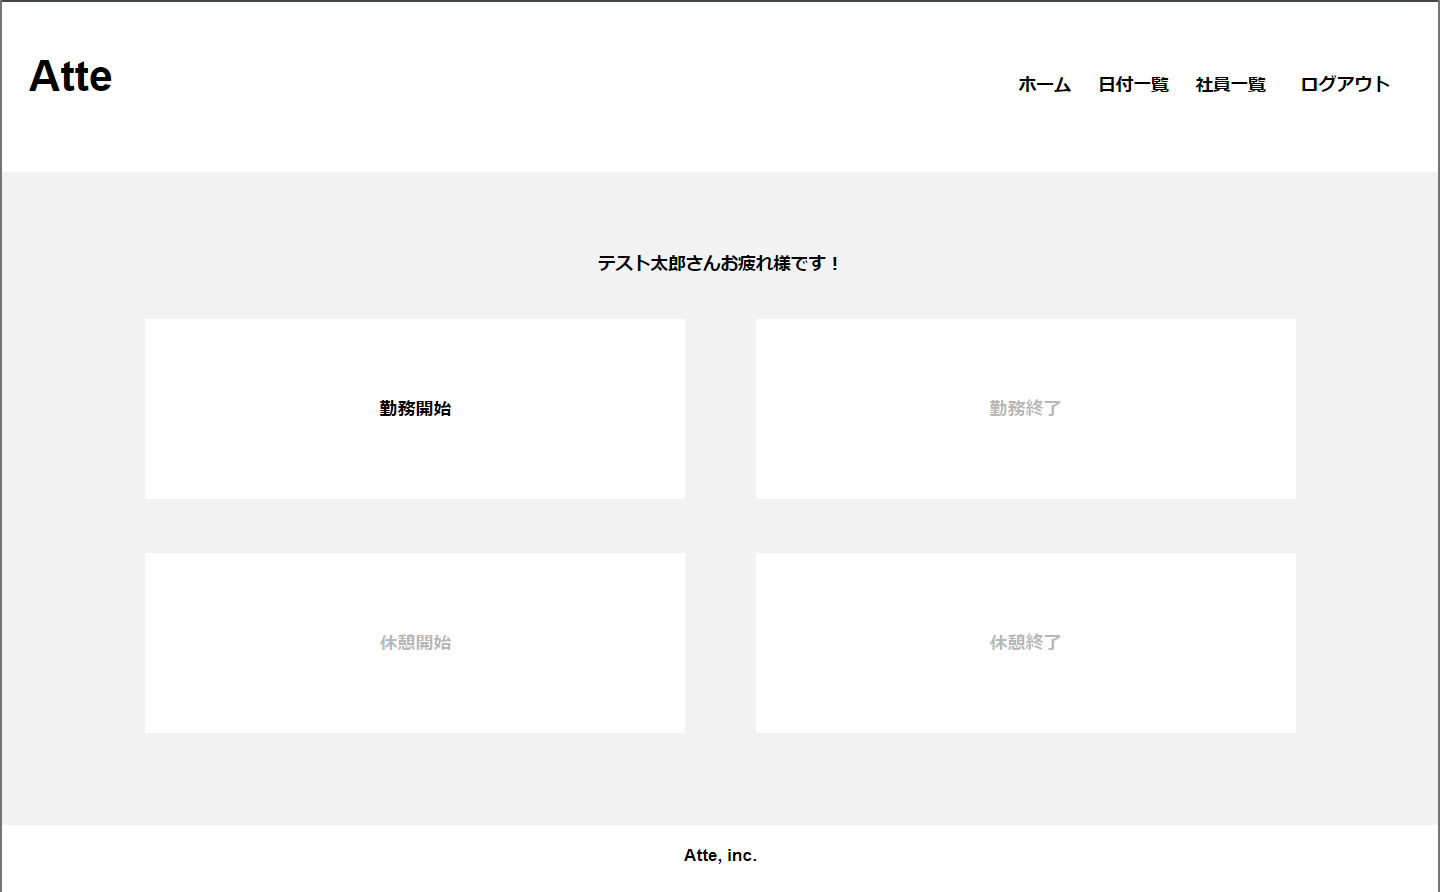 Atte
ホーム 日付一覧 社員一覧 ログアウト
テスト太郎さんお疲れ様です！
勤務開始 勤務終了
休憩開始 休憩終了
Atte, inc.